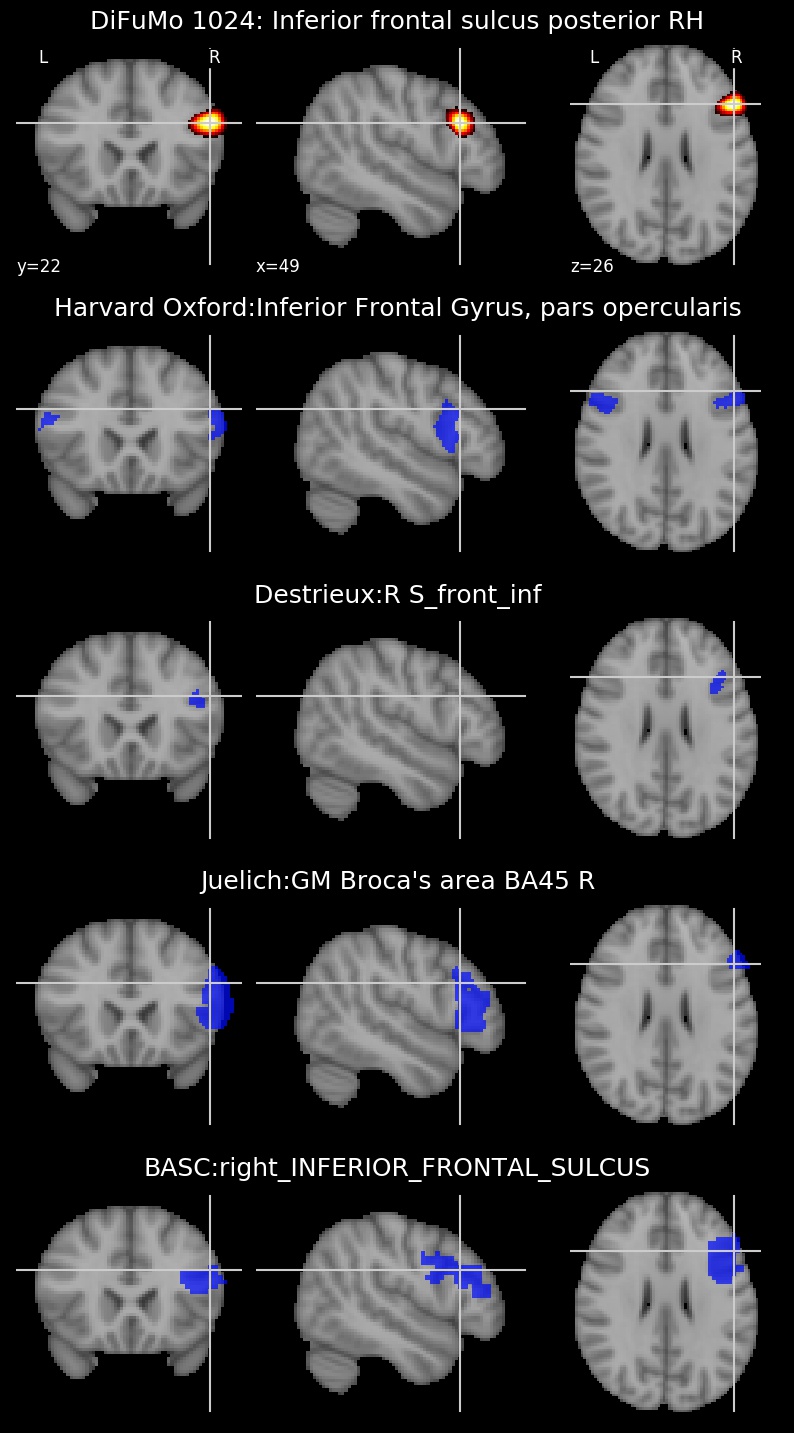 DiFuMo 1024: Inferior frontal sulcus posterior RH
L R L R
y=22 x=49 z=26
Harvard Oxford:Inferior Frontal Gyrus, pars opercularis
Destrieux:R S_front_inf
Juelich:GM Broca's area BA45 R
BASC:right_INFERIOR_FRONTAL_SULCUS